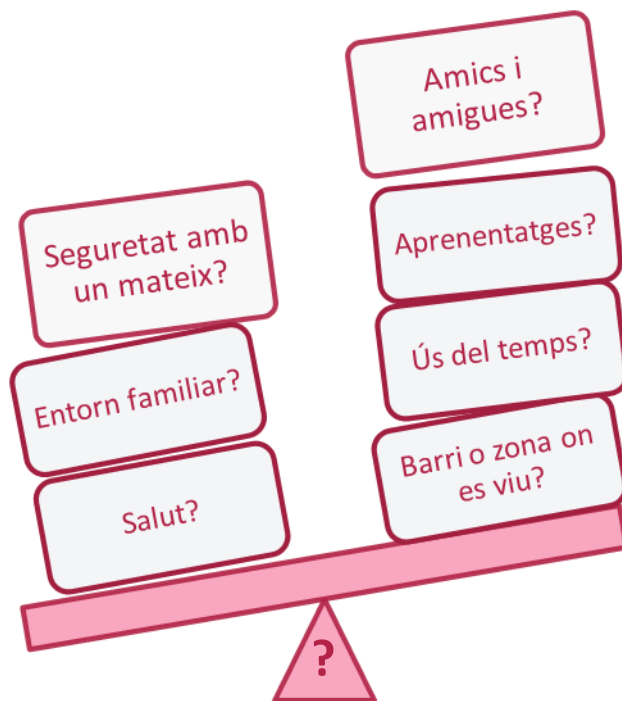 Seguretat amb
un mateix?
Entorn familiar?
Salut?
Amics i
amigues?
Aprenentatges?
Ús del temps?
Barri o zona on
es viu?
?